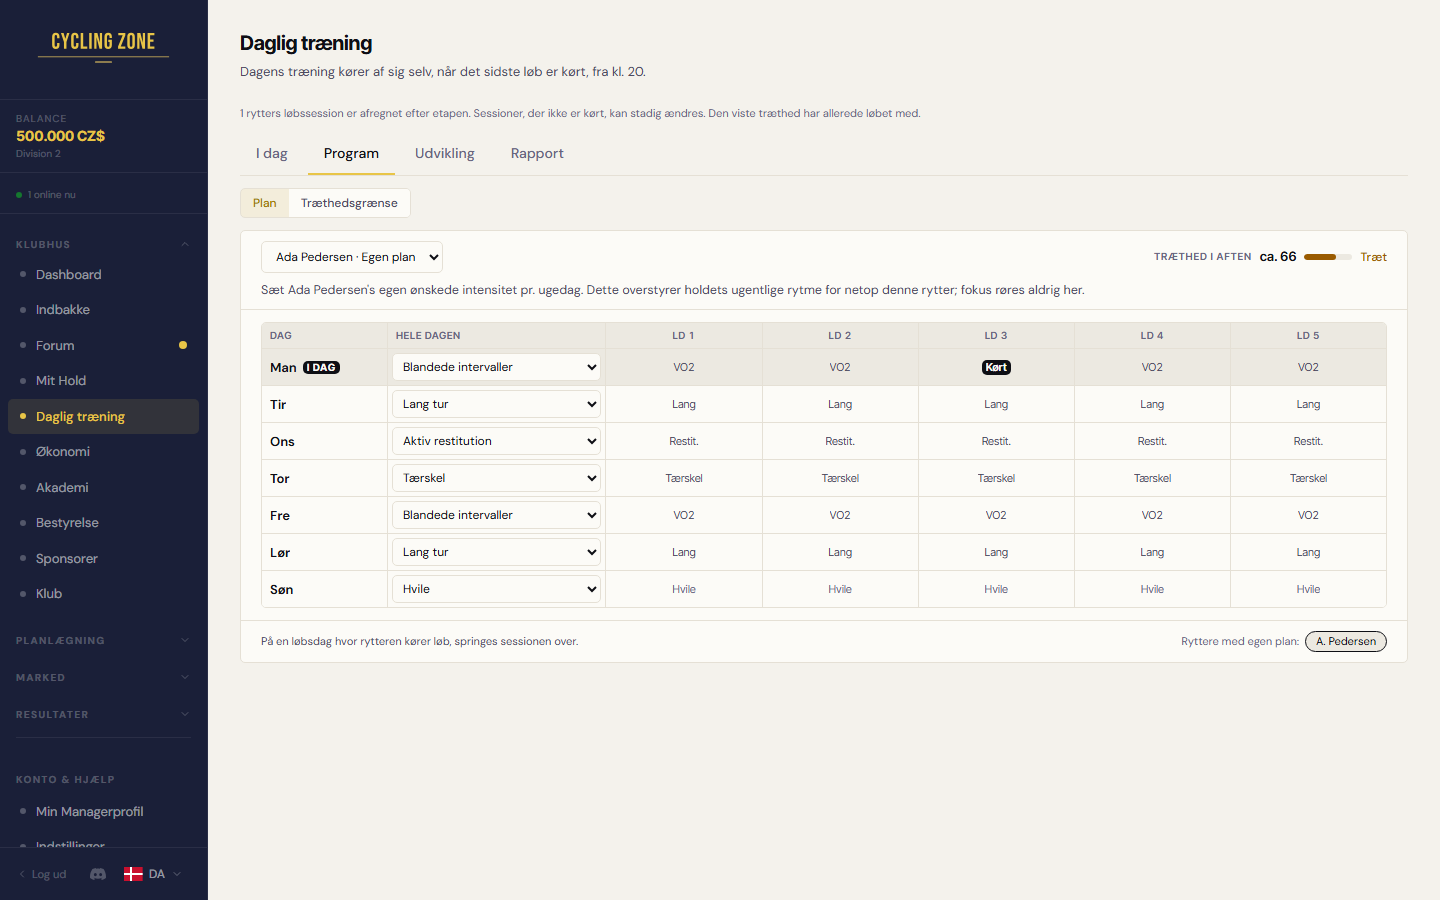 CYCLING ZONE
BALANCE
500.000 CZ$
Division 2
1 online nu
KLUBHUS
Dashboard
Indbakke
Forum
Mit Hold
Daglig træning
Økonomi
Akademi
Bestyrelse
Sponsorer
Klub
PLANLÆGNING
MARKED
RESULTATER
KONTO & HJÆLP
Min Managerprofil
Indstillinger
Log ud DA
Daglig træning
Dagens træning kører af sig selv, når det sidste løb er kørt, fra kl. 20.
1 rytters løbssession er afregnet efter etapen. Sessioner, der ikke er kørt, kan stadig ændres. Den viste træthed har allerede løbet med.
I dag Program Udvikling Rapport
Plan Træthedsgrænse
Ada Pedersen · Egen plan TRÆTHED I AFTEN ca. 66 Træt
Sæt Ada Pedersen's egen ønskede intensitet pr. ugedag. Dette overstyrer holdets ugentlige rytme for netop denne rytter; fokus røres aldrig her.
DAG HELE DAGEN LD 1 LD 2 LD 3 LD 4 LD 5
Man I DAG Blandede intervaller VO2 VO2 Kørt VO2 VO2
Tir Lang tur Lang Lang Lang Lang Lang
Ons Aktiv restitution Restit. Restit. Restit. Restit. Restit.
Tor Tærskel Tærskel Tærskel Tærskel Tærskel Tærskel
Fre Blandede intervaller VO2 VO2 VO2 VO2 VO2
Lør Lang tur Lang Lang Lang Lang Lang
Søn Hvile Hvile Hvile Hvile Hvile Hvile
På en løbsdag hvor rytteren kører løb, springes sessionen over. Ryttere med egen plan: A. Pedersen